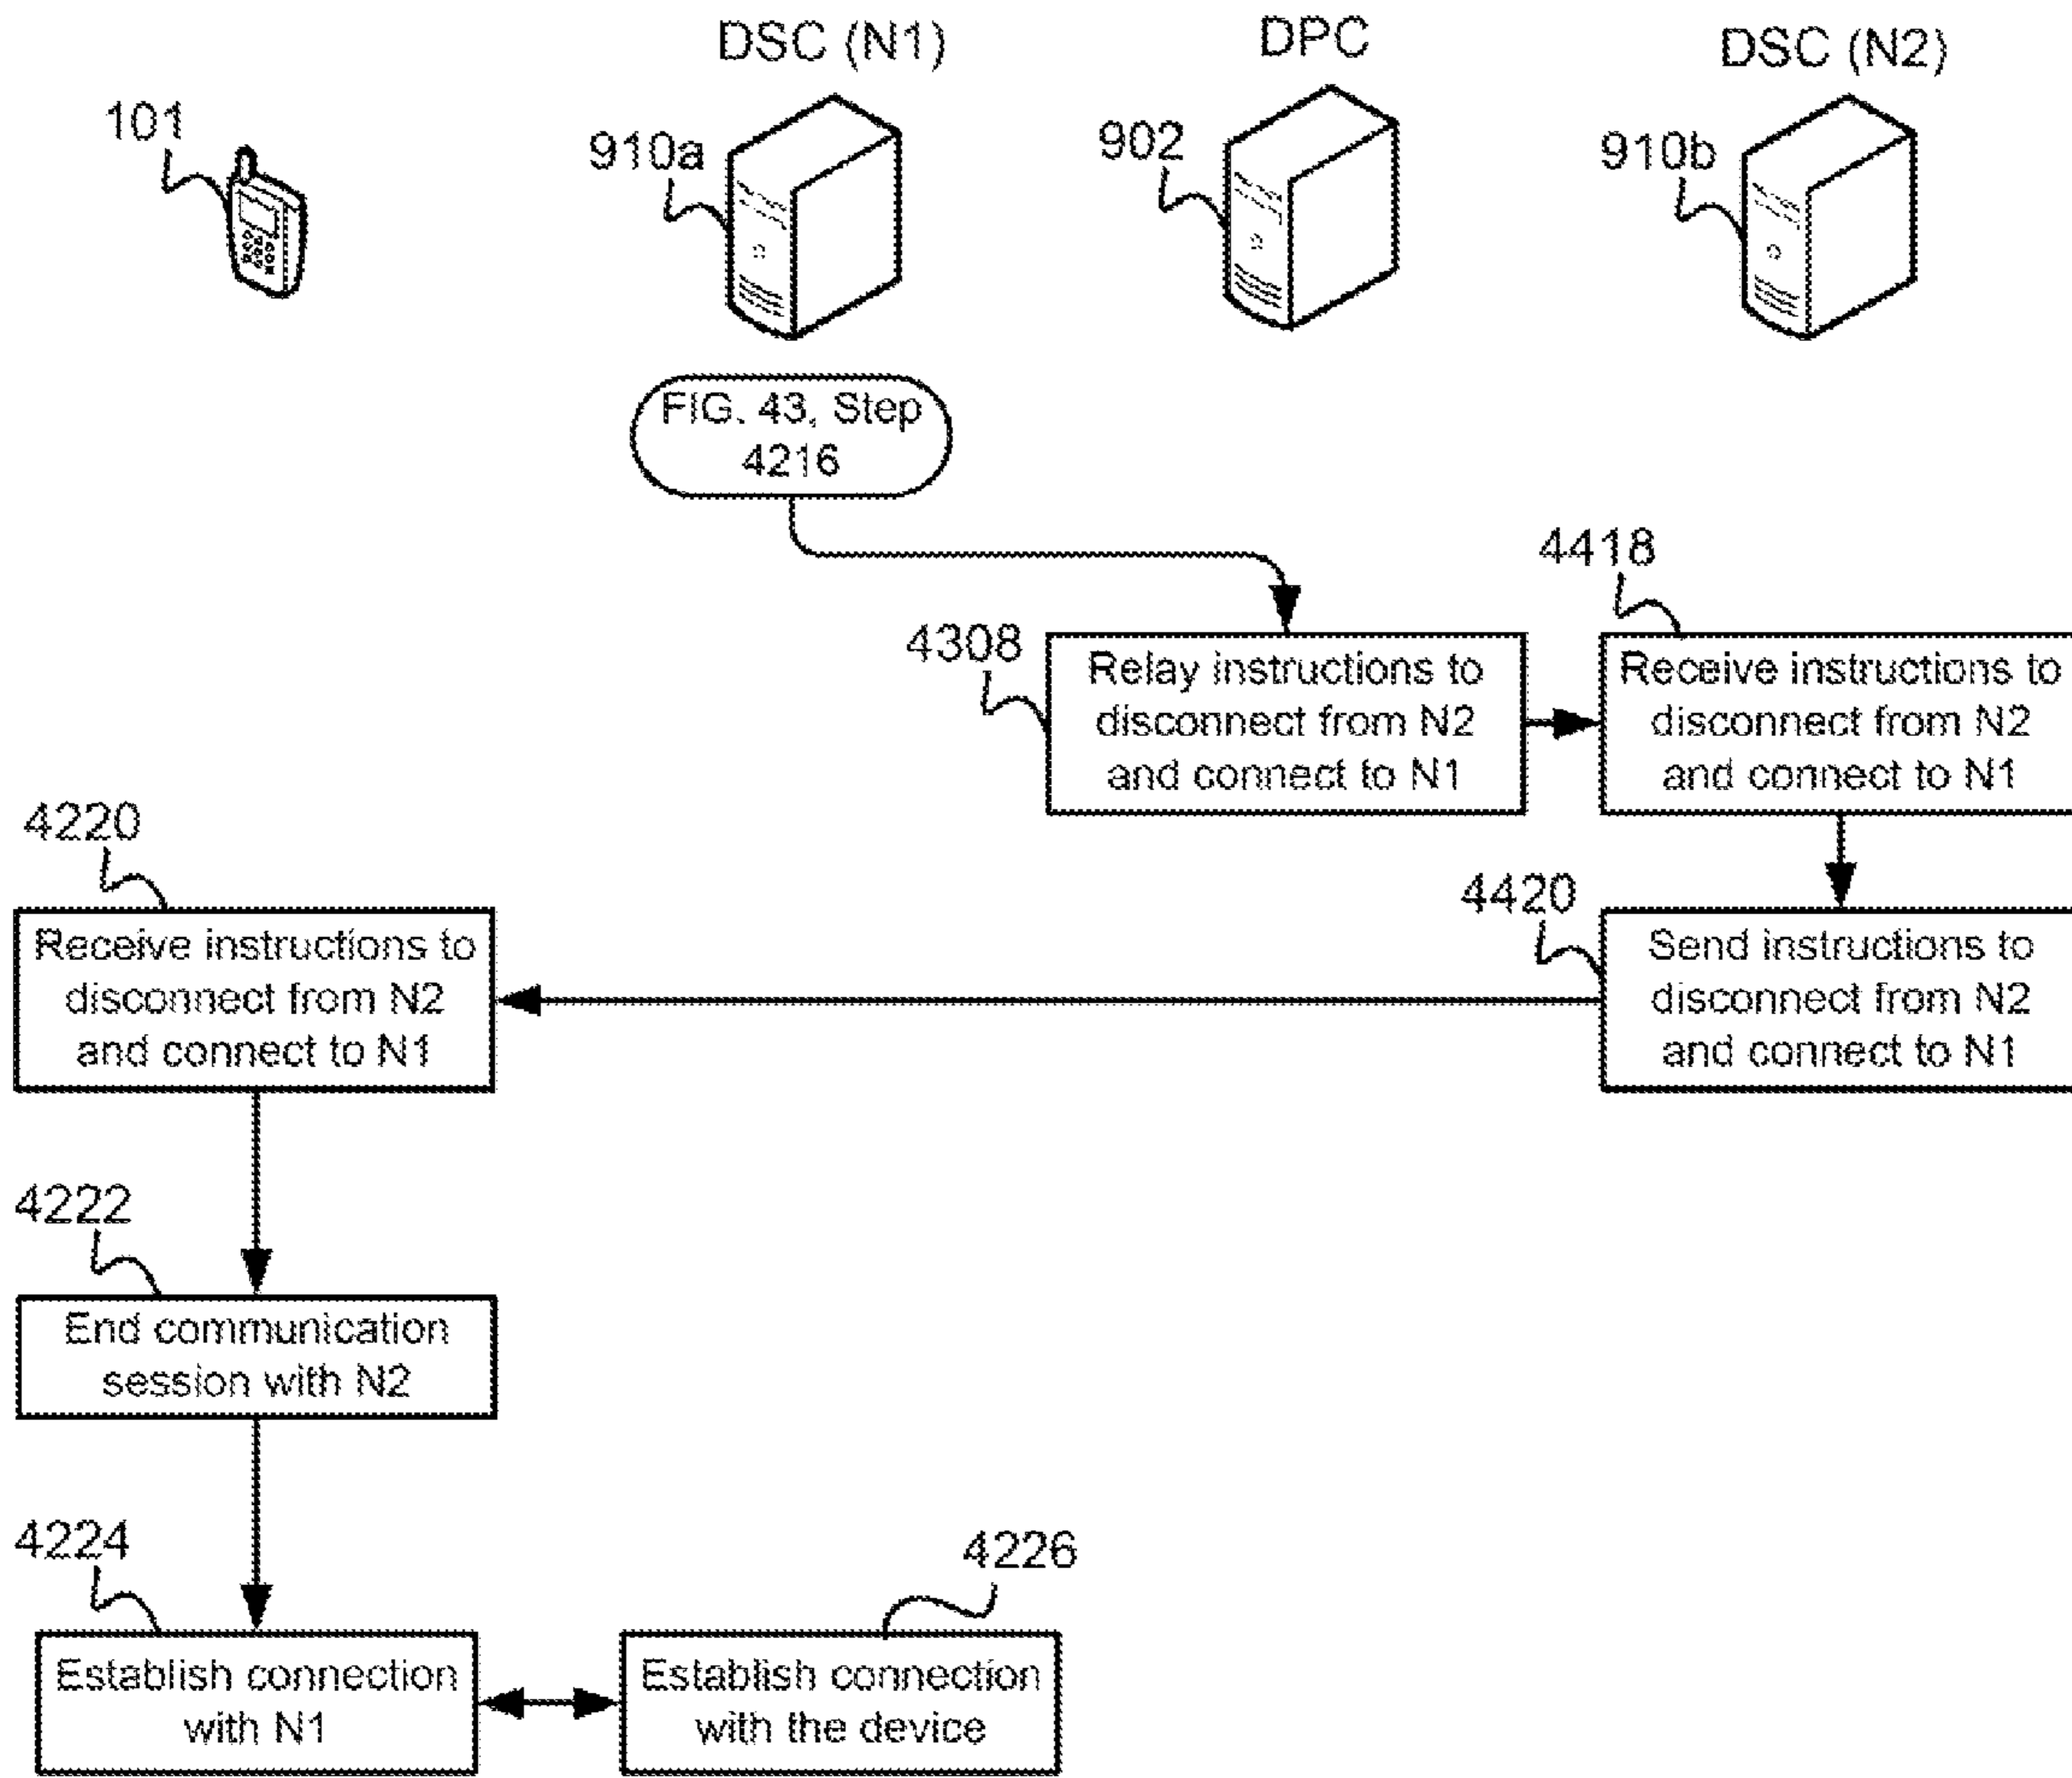 DSC (N1)
DPC
DSC (N2)
101
910a
902
910b
FIG. 43, Step
4216
4418
4308
Relay instructions to
disconnect from N2
and connect to N1
Receive instructions to
disconnect from N2
and connect to N1
4220
4420
Receive instructions to
disconnect from N2
and connect to N1
Send instructions to
disconnect from N2
and connect to N1
4222
End communication
session with N2
4224
4226
Establish connection
with N1
Establish connection
with the device